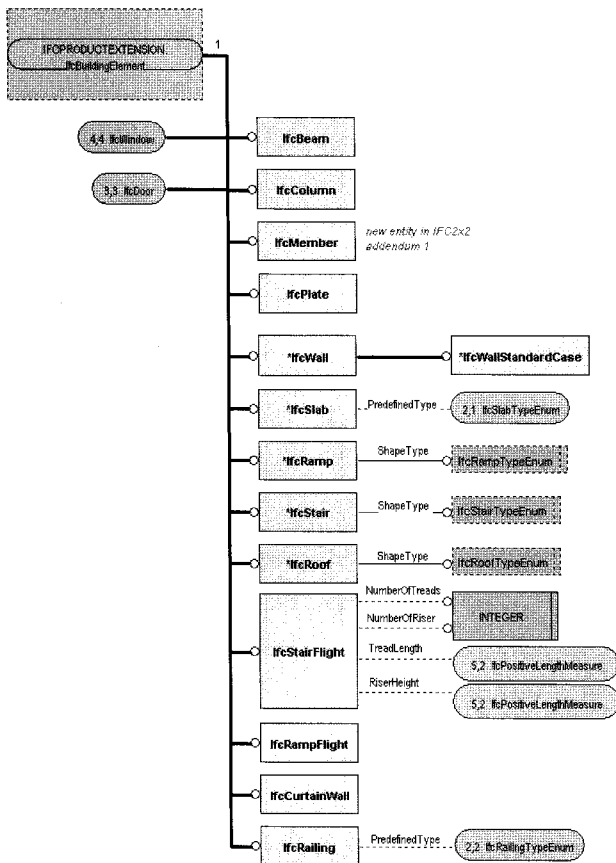 IFCPRODUCTEXTENSION.
IfcBuildingElement
1
4,4 IfcWindow
IfcBeam
3,3 IfcDoor
IfcColumn
IfcMember
new entity in IFC2x2
addendum 1
IfcPlate
*IfcWall
*IfcWallStandardCase
*IfcSlab
PredefinedType
2,1 IfcSlabTypeEnum
*IfcRamp
ShapeType
IfcRampTypeEnum
*IfcStair
ShapeType
IfcStairTypeEnum
*IfcRoof
ShapeType
IfcRoofTypeEnum
IfcStairFlight
NumberOfTreads
NumberOfRiser
INTEGER
TreadLength
5,2 IfcPositiveLengthMeasure
RiserHeight
5,2 IfcPositiveLengthMeasure
IfcRampFlight
IfcCurtainWall
IfcRailing
PredefinedType
2,2 IfcRailingTypeEnum